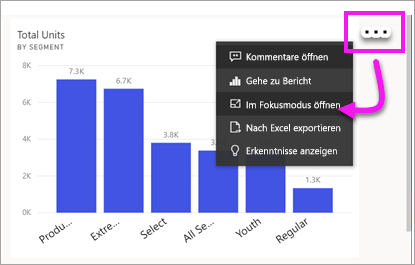 Total Units
BY SEGMENT
Kommentare öffnen
Gehe zu Bericht
Im Fokusmodus öffnen
Nach Excel exportieren
Erkenntnisse anzeigen
8K
6K
4K
2K
0K
7.3K
6.7K
3.8K
1.3K
Produ...
Extre...
Select
All Se...
Youth
Regular